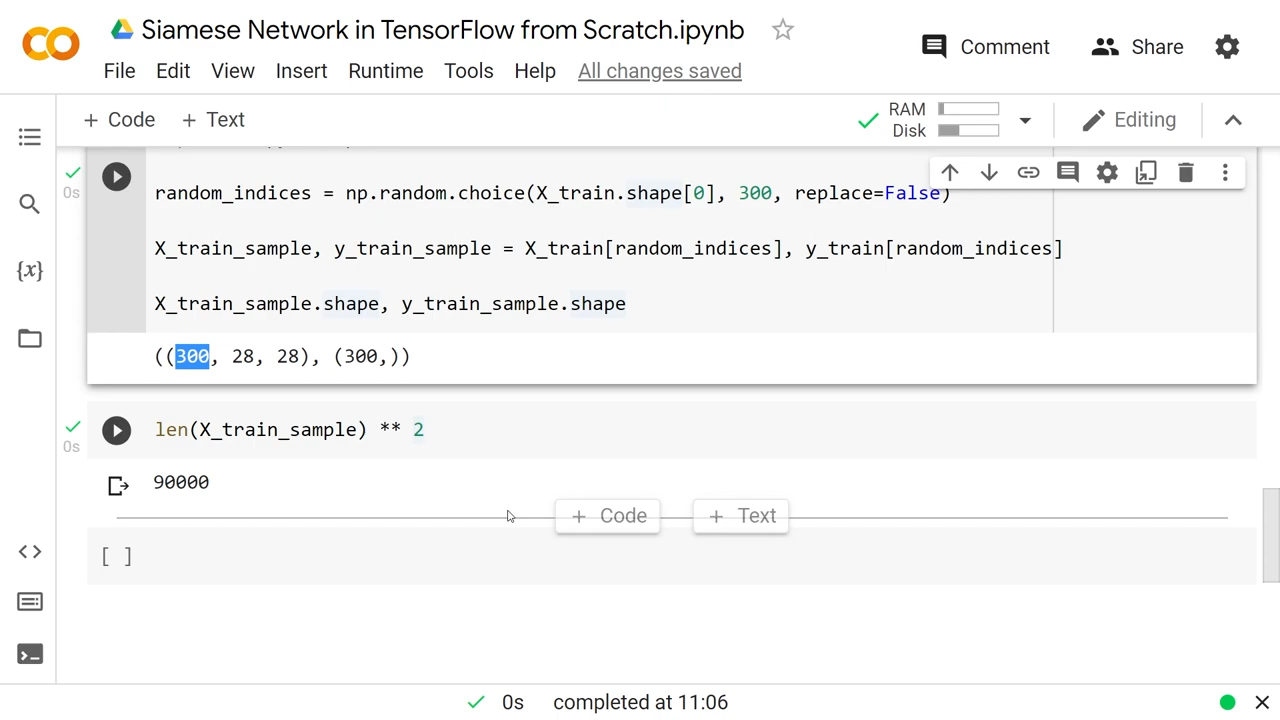 Siamese Network in TensorFlow from Scratch.ipynb
Comment
Share
File Edit View Insert Runtime Tools Help All changes saved
+ Code + Text
RAM
Disk
Editing
0s
random_indices = np.random.choice(X_train.shape[0], 300, replace=False)
X_train_sample, y_train_sample = X_train[random_indices], y_train[random_indices]
X_train_sample.shape, y_train_sample.shape
((300, 28, 28), (300,))
{x}
len(X_train_sample) ** 2
0s
90000
+ Code + Text
[ ]
0s completed at 11:06